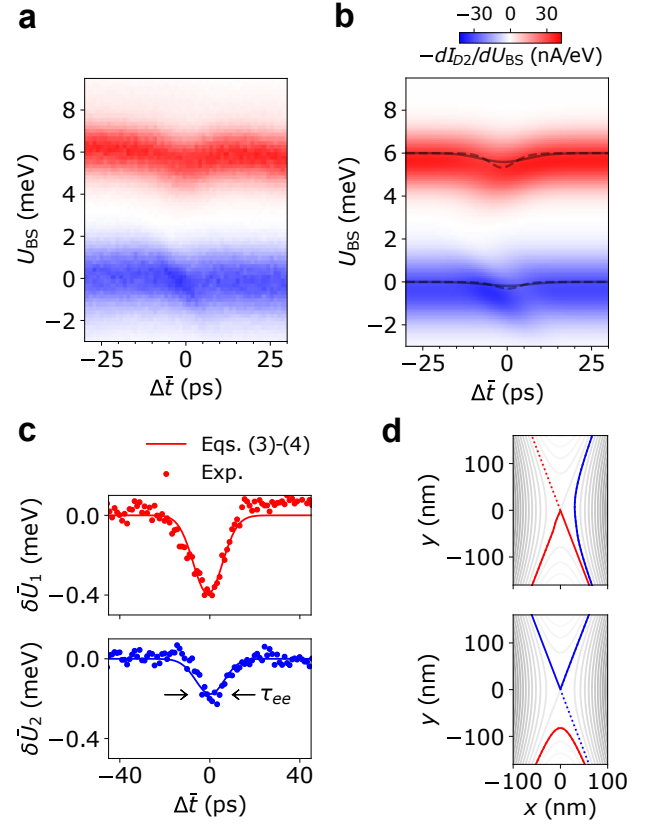 a
b
−30 0 30
−dI_{D2}/dU_{BS} (nA/eV)
8
6
4
2
0
−2
U_{BS} (meV)
−25 0 25
Δt̄ (ps)
8
6
4
2
0
−2
U_{BS} (meV)
−25 0 25
Δt̄ (ps)
c
Eqs. (3)-(4)
Exp.
0.0
−0.4
δŪ_1 (meV)
0.0
−0.4
δŪ_2 (meV)
τ_{ee}
−40 0 40
Δt̄ (ps)
d
100
0
−100
y (nm)
100
0
−100
y (nm)
−100 0 100
x (nm)